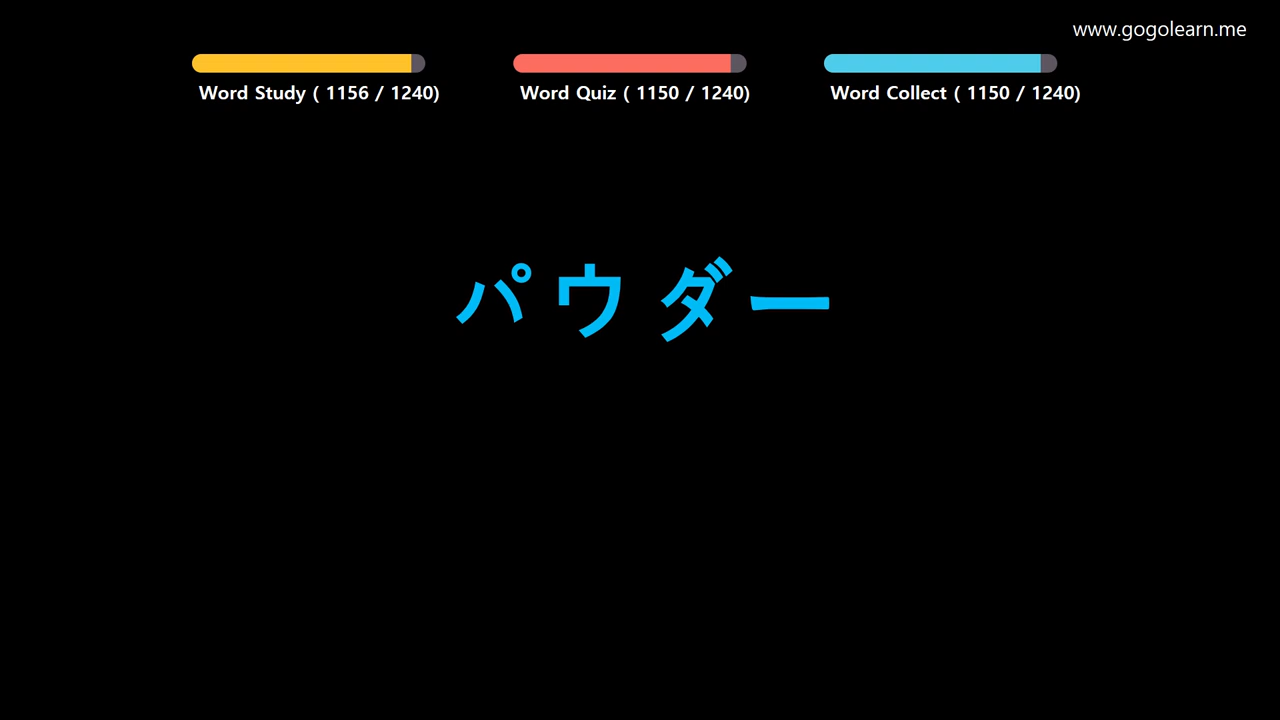 www.gogolearn.me
Word Study ( 1156 / 1240)
Word Quiz ( 1150 / 1240)
Word Collect ( 1150 / 1240)
パウダー